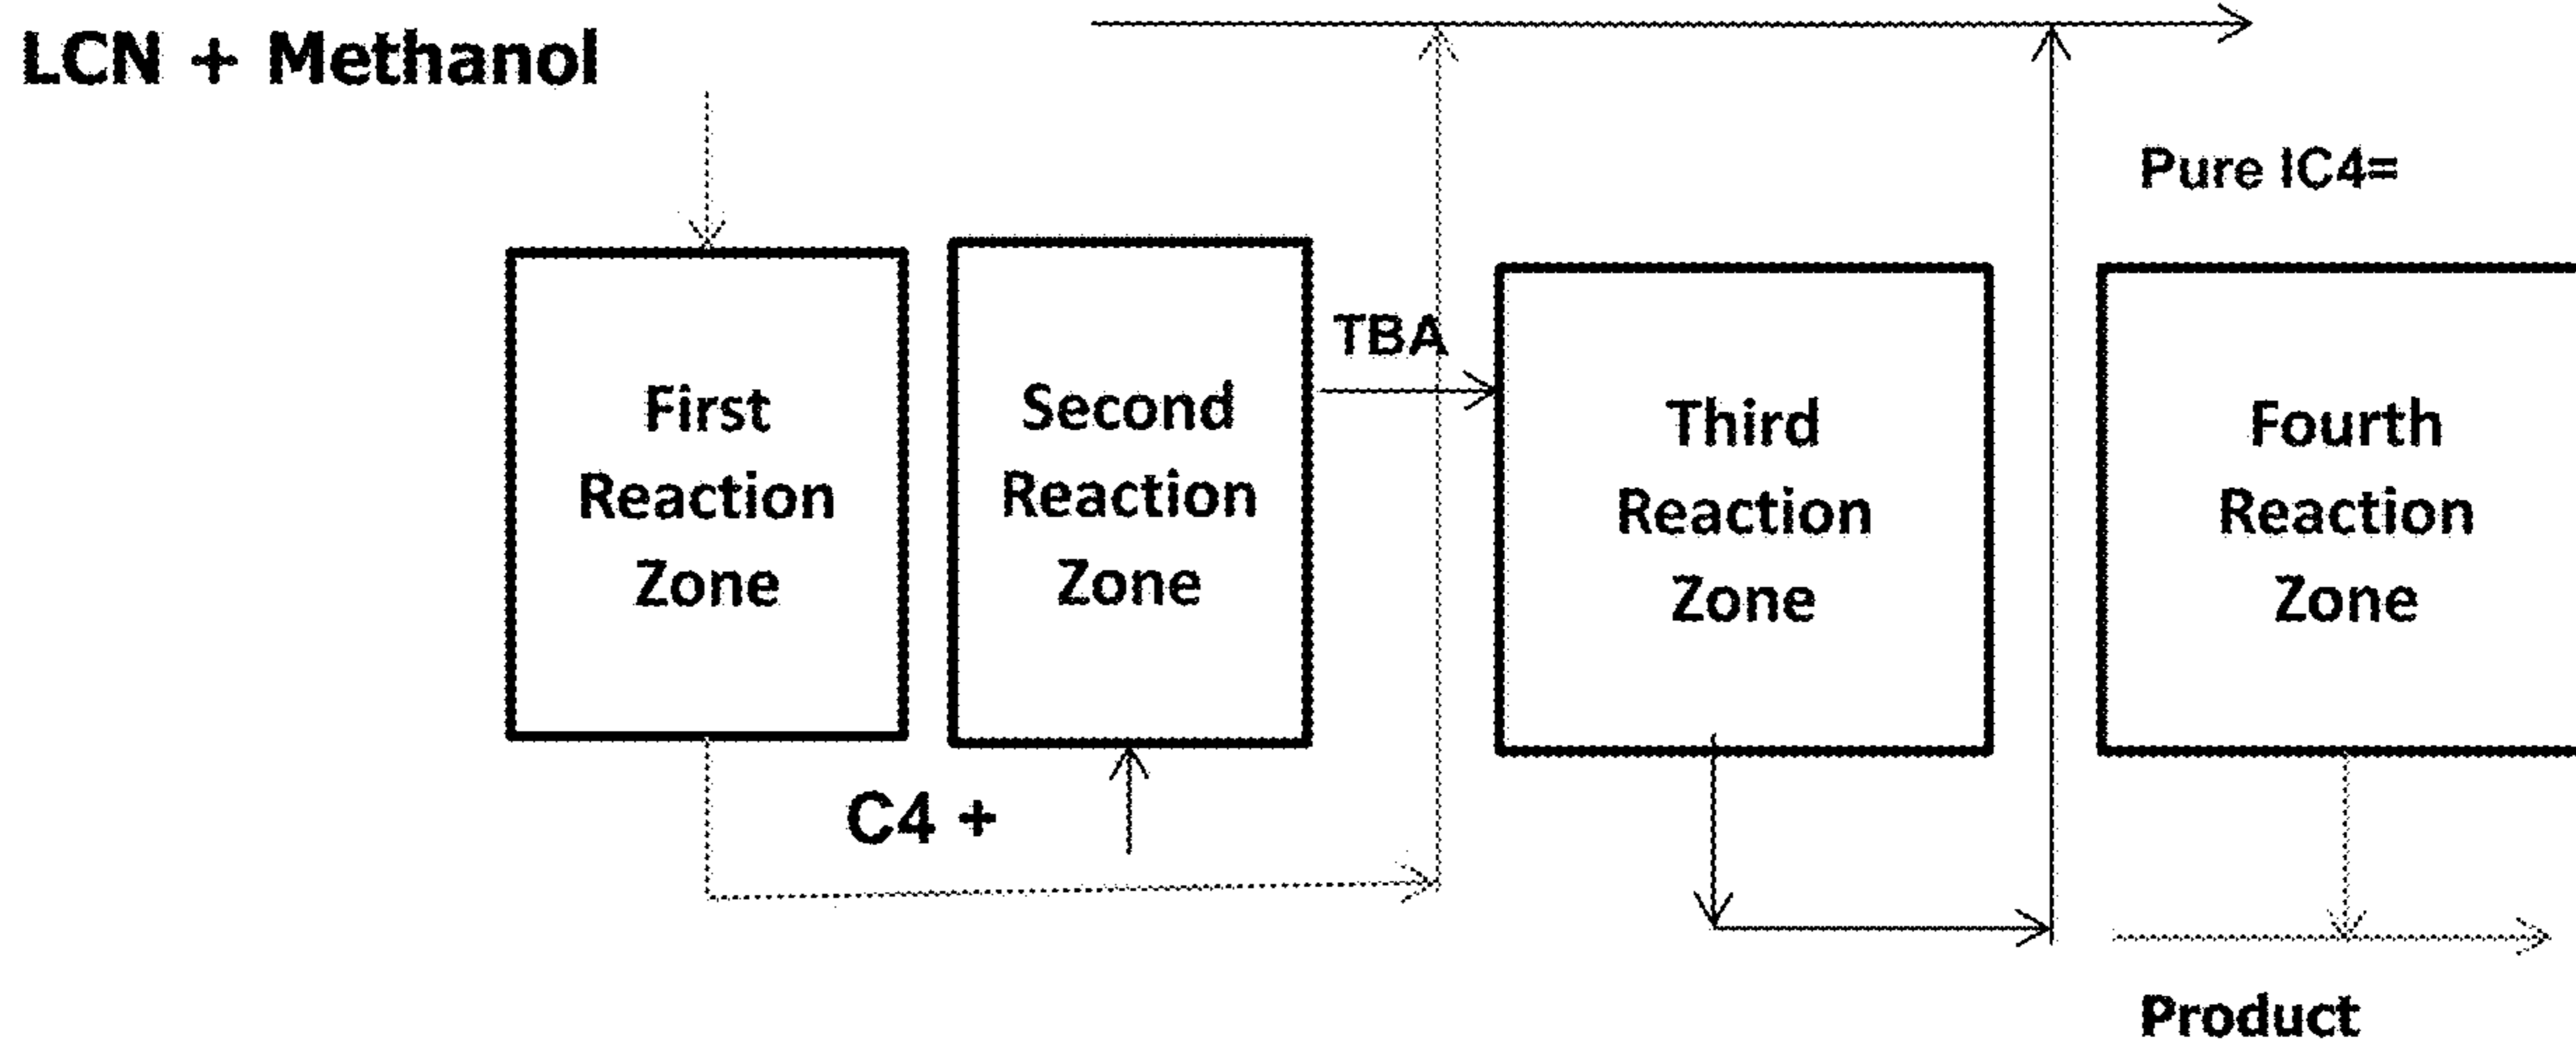 LCN + Methanol
Pure IC4=
TBA
First
Reaction
Zone
Second
Reaction
Zone
Third
Reaction
Zone
Fourth
Reaction
Zone
C4 +
Product